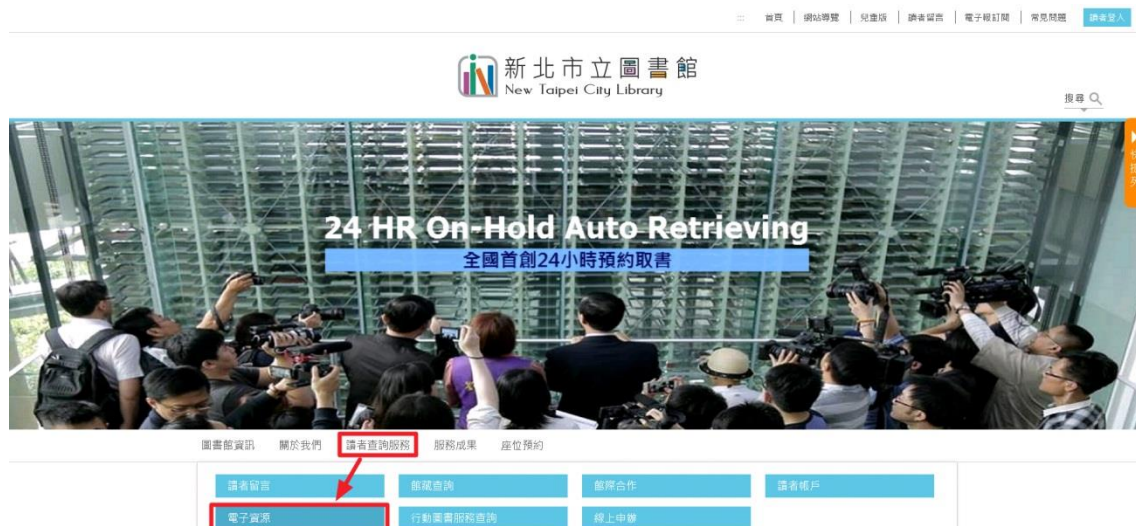 ::: 首頁 | 網站導覽 | 兒童版 | 讀者留言 | 電子報訂閱 | 常見問題 讀者登入
新北市立圖書館
New Taipei City Library
搜尋
24 HR On-Hold Auto Retrieving
全國首創24小時預約取書
圖書館資訊 關於我們 讀者查詢服務 服務成果 座位預約
讀者留言 館藏查詢 館際合作 讀者帳戶
電子資源 行動圖書服務查詢 線上申辦